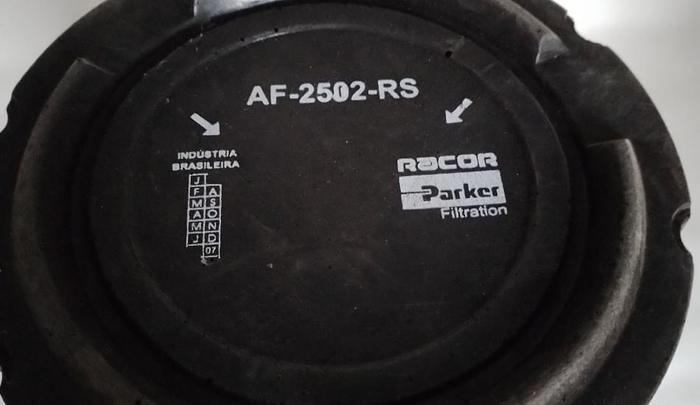 AF-2502-RS
INDÚSTRIA
BRASILEIRA
J
F A
M S
A O
M N
J D
07
RACOR
Parker
Filtration